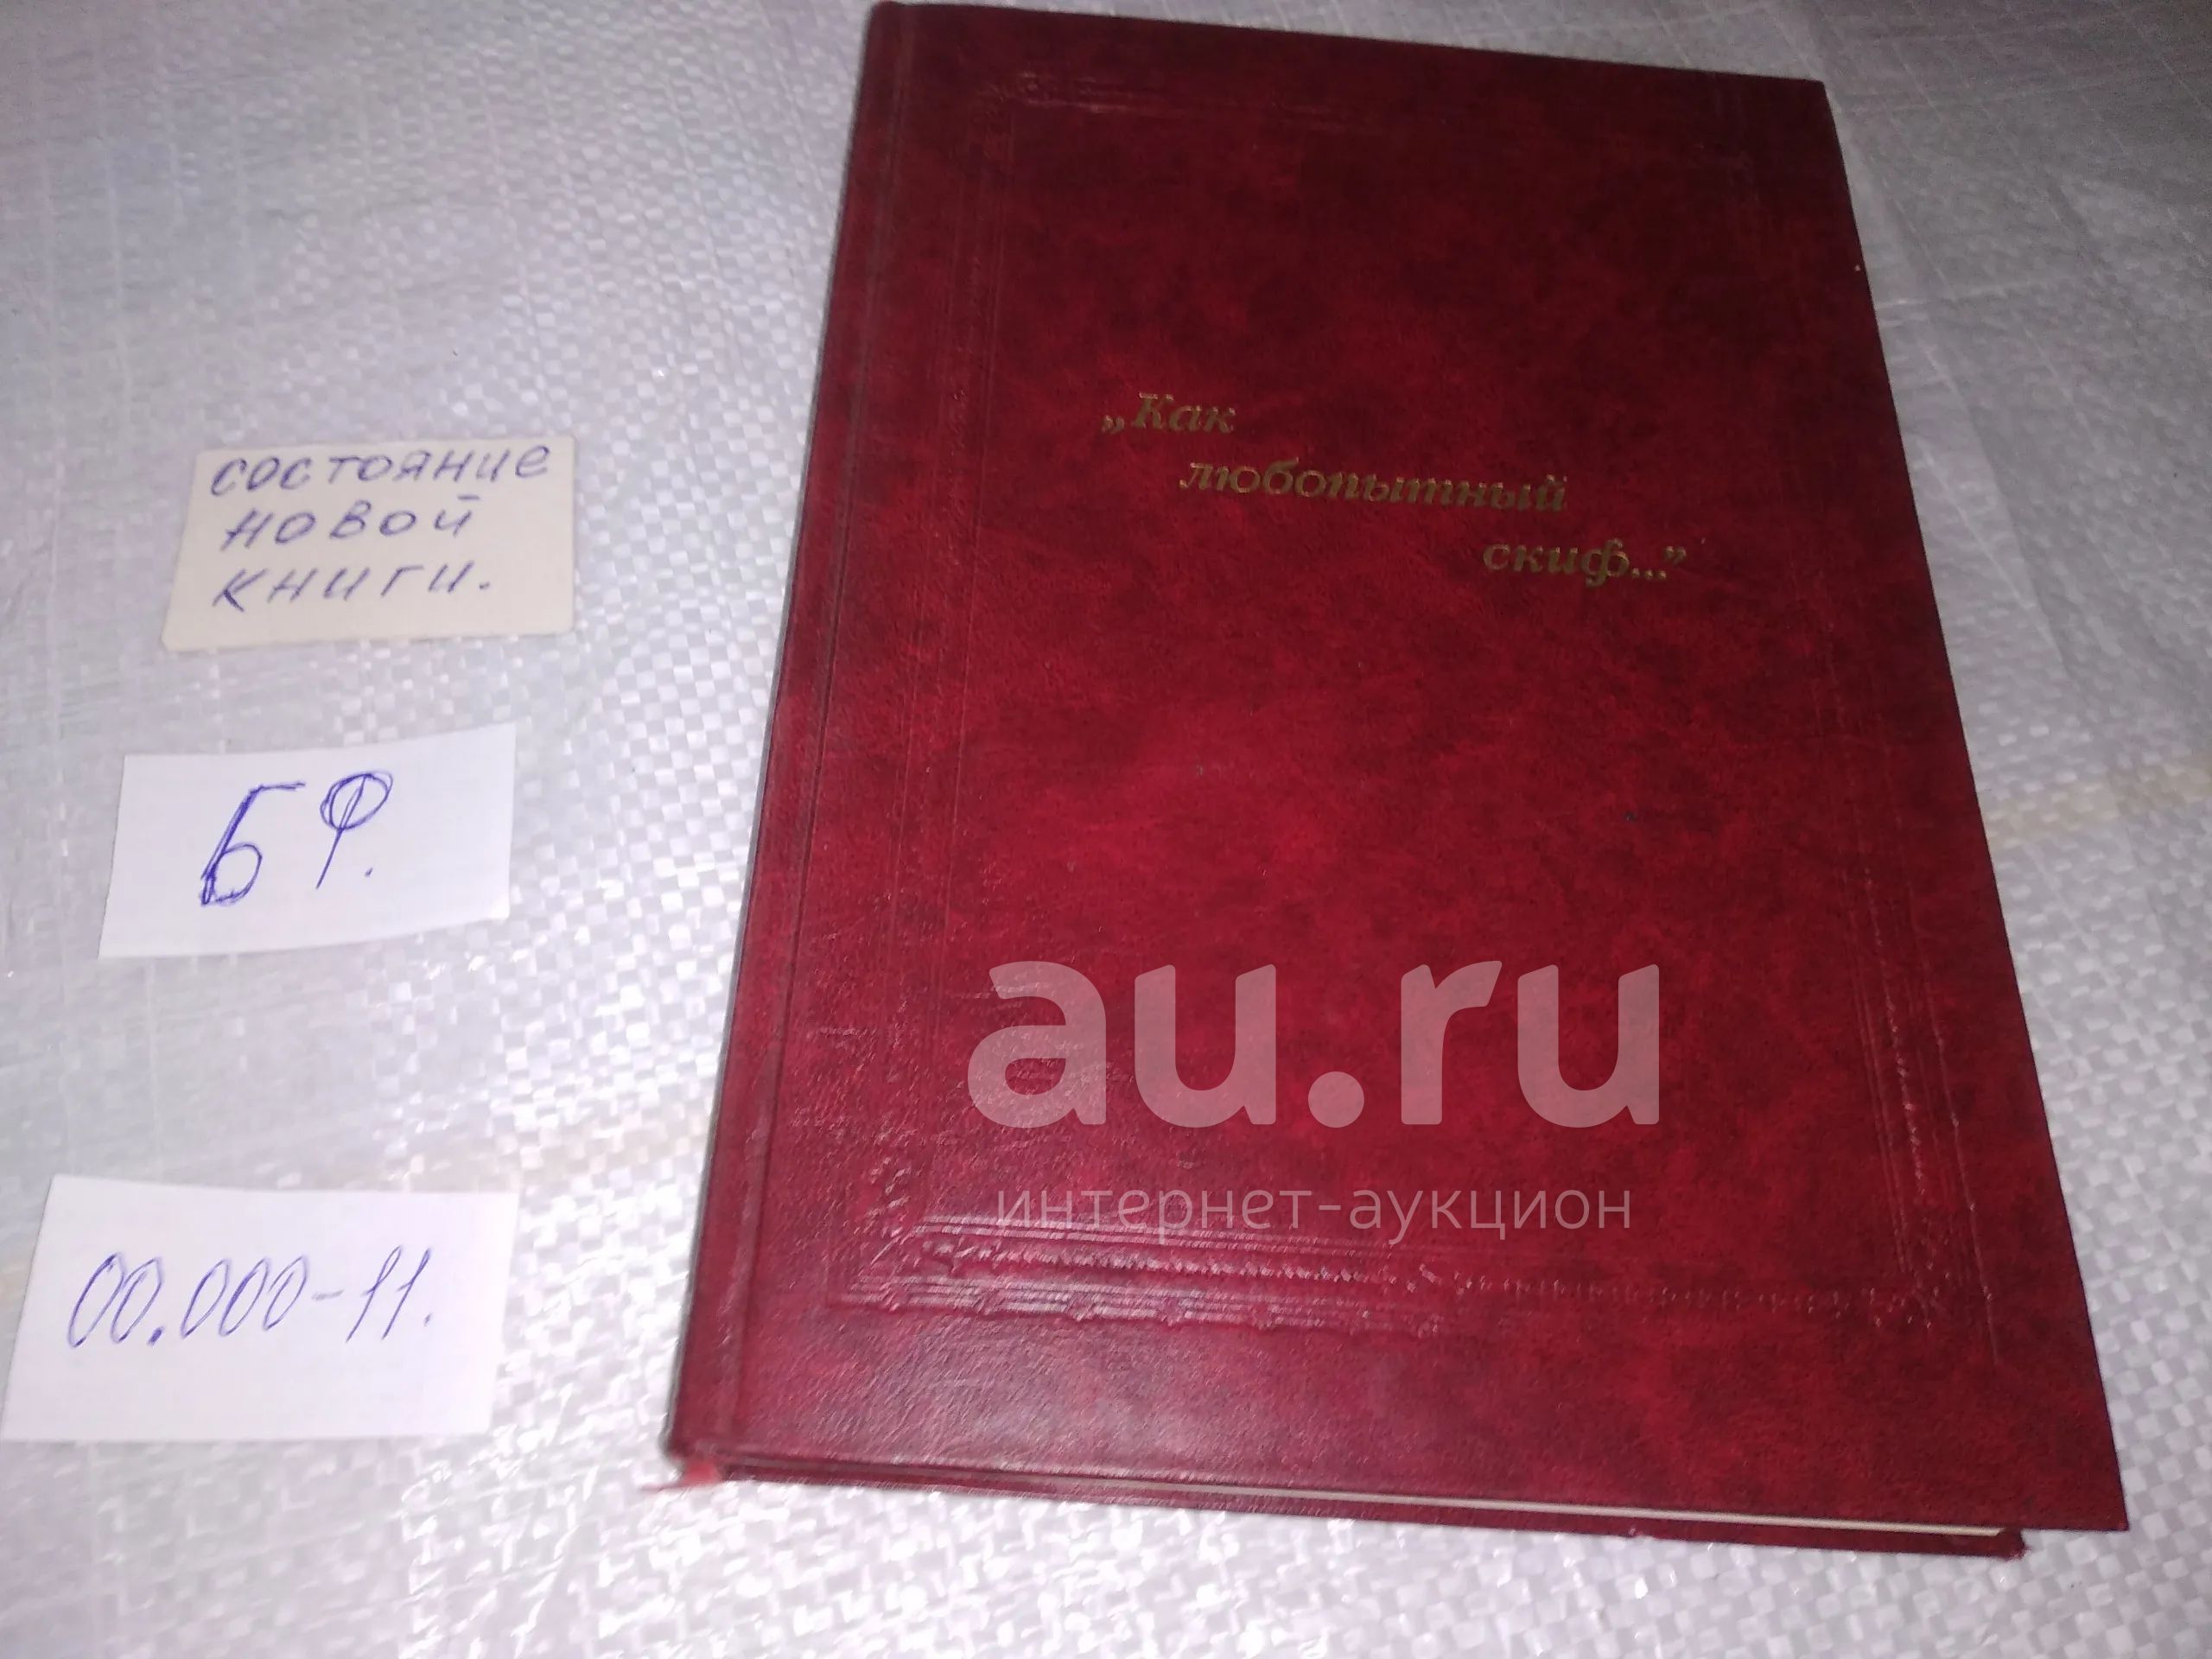 состояние
новой
книги.
БФ.
00.000-11.
„Как
любопытный
скиф...”
au.ru
интернет-аукцион